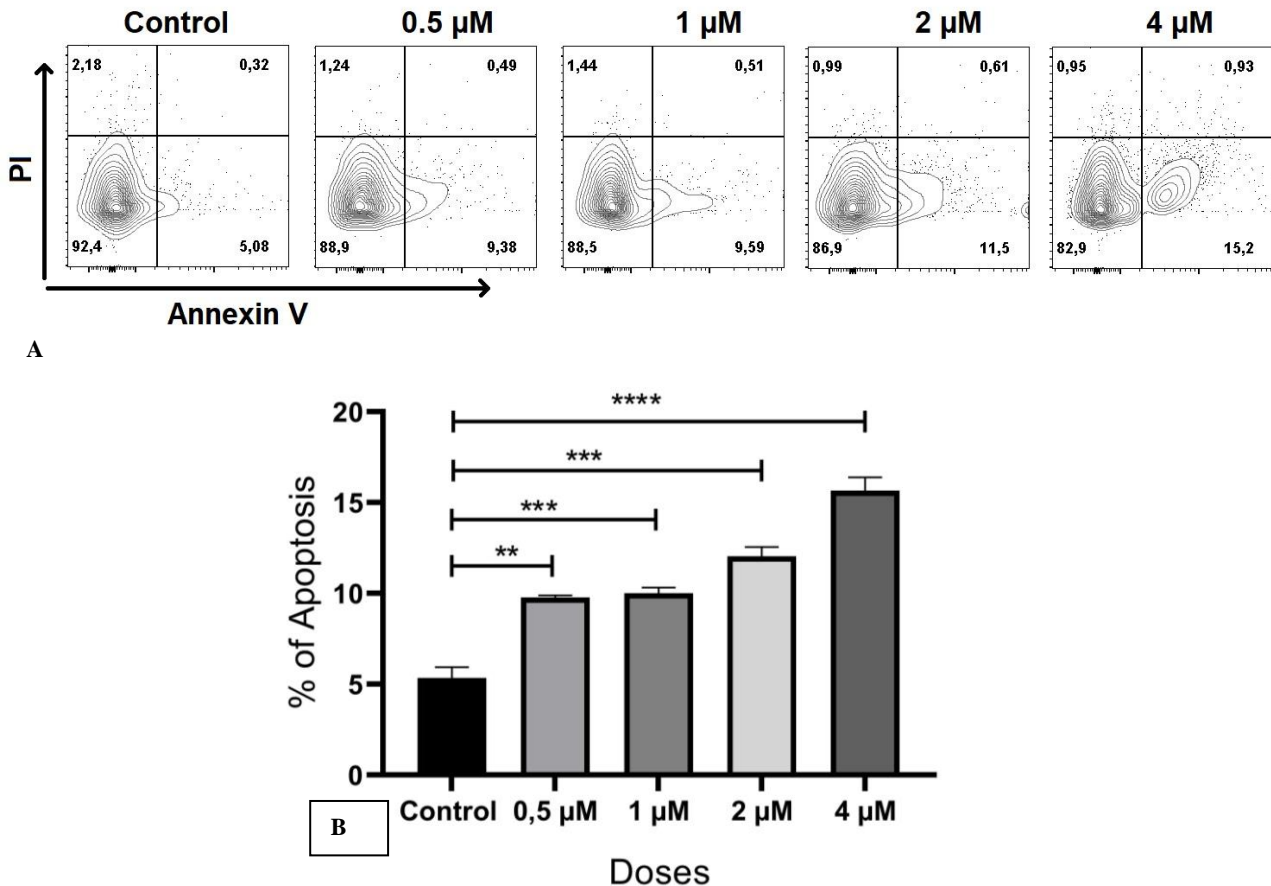 Control 0.5 µM 1 µM 2 µM 4 µM
2,18 0,32 1,24 0,49 1,44 0,51 0,99 0,61 0,95 0,93
PI
92,4 5,08 88,9 9,38 88,5 9,59 86,9 11,5 82,9 15,2
Annexin V
A
% of Apoptosis
20
****
***
15
***
**
10
5
0
Control 0,5 µM 1 µM 2 µM 4 µM
B
Doses